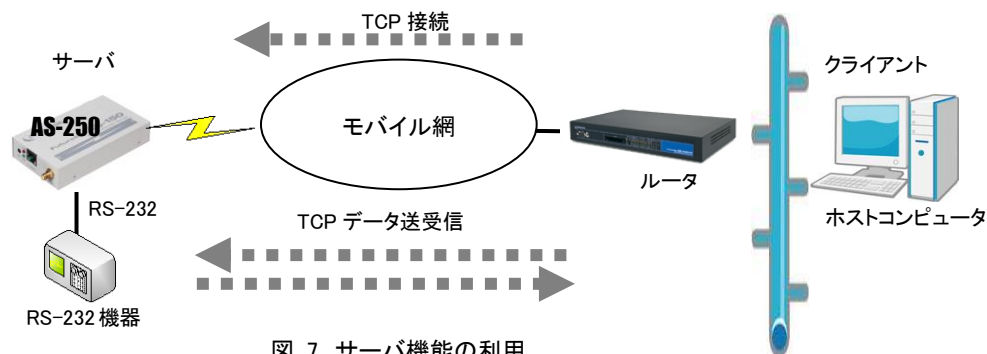 TCP 接続
サーバ
クライアント
AS-250
モバイル網
ルータ
RS-232
TCP データ送受信
ホストコンピュータ
RS-232 機器
図 7 サーバ機能の利用